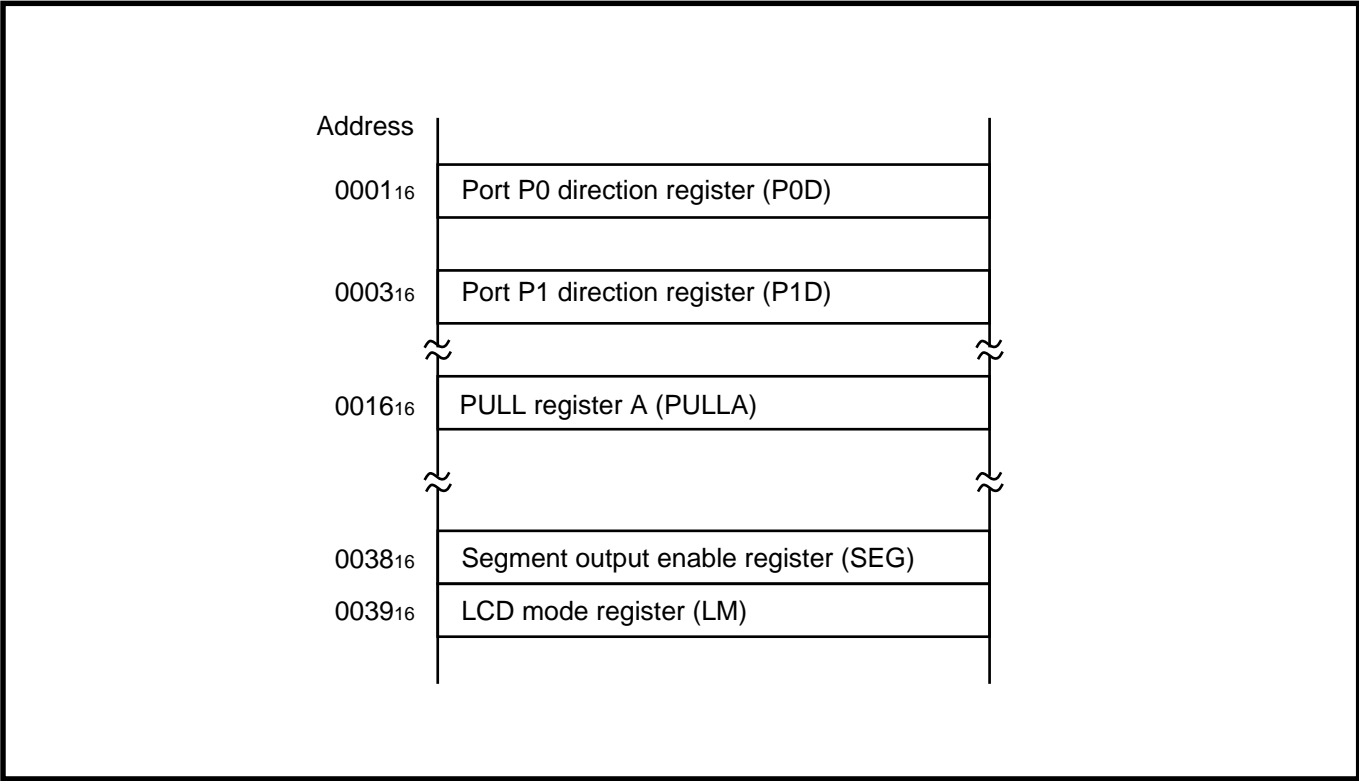 Address
0001₁₆ Port P0 direction register (P0D)
0003₁₆ Port P1 direction register (P1D)
0016₁₆ PULL register A (PULLA)
0038₁₆ Segment output enable register (SEG)
0039₁₆ LCD mode register (LM)